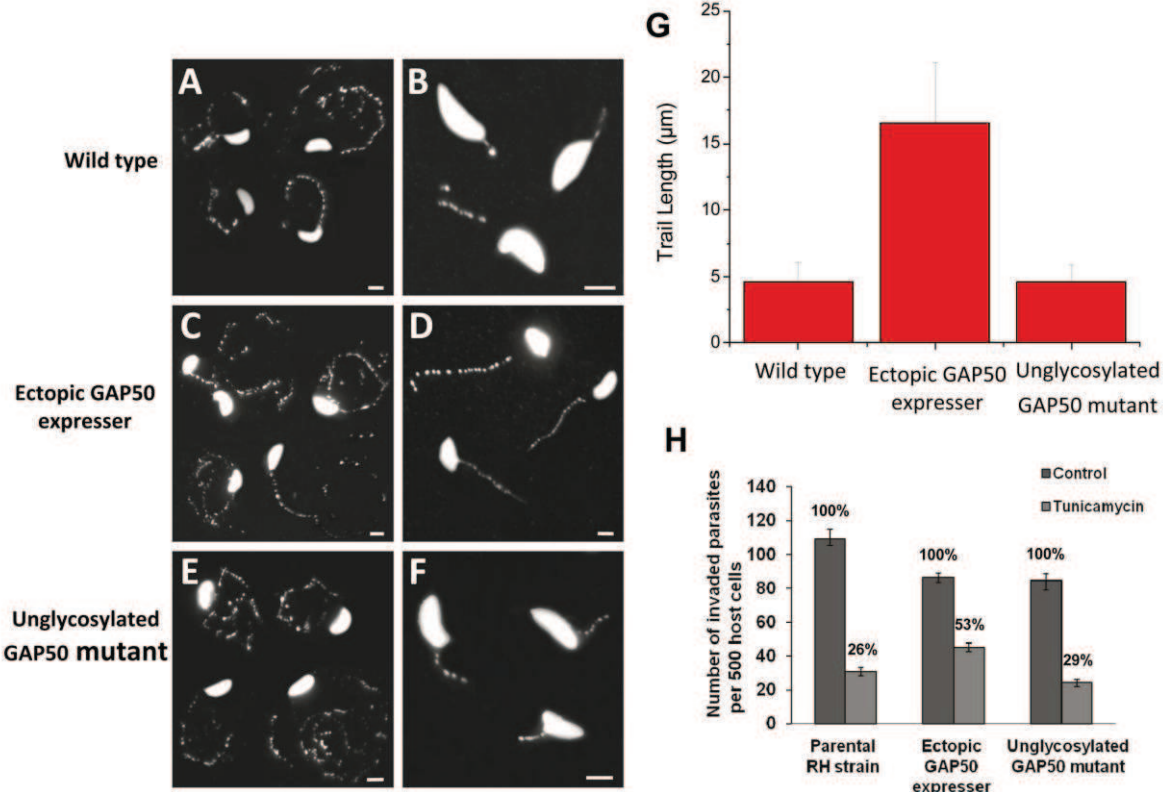 A
B
Wild type
C
D
Ectopic GAP50
expresser
E
F
Unglycosylated
GAP50 mutant
G
25
20
15
10
5
0
Trail Length (µm)
Wild type
Ectopic GAP50
expresser
Unglycosylated
GAP50 mutant
H
Control
Tunicamycin
Number of invaded parasites
per 500 host cells
140
120
100
80
60
40
20
0
100%
26%
100%
53%
100%
29%
Parental
RH strain
Ectopic
GAP50
expresser
Unglycosylated
GAP50 mutant